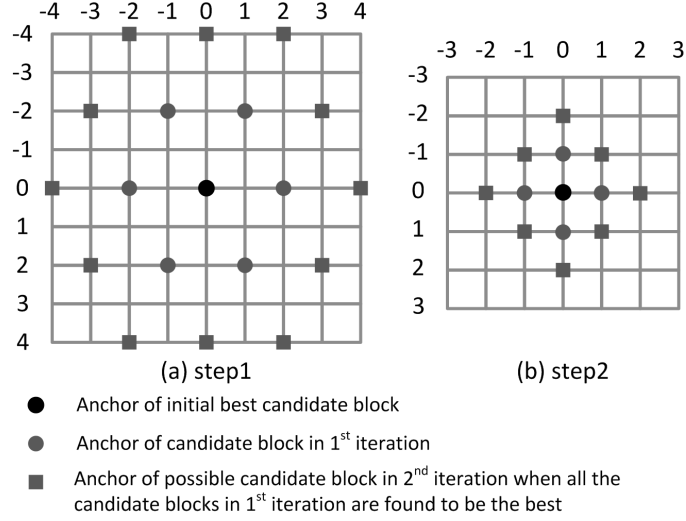 -4 -3 -2 -1 0 1 2 3 4
-4
-3
-2
-1
0
1
2
3
4
(a) step1
-3 -2 -1 0 1 2 3
-3
-2
-1
0
1
2
3
(b) step2
Anchor of initial best candidate block
Anchor of candidate block in 1st iteration
Anchor of possible candidate block in 2nd iteration when all the
candidate blocks in 1st iteration are found to be the best